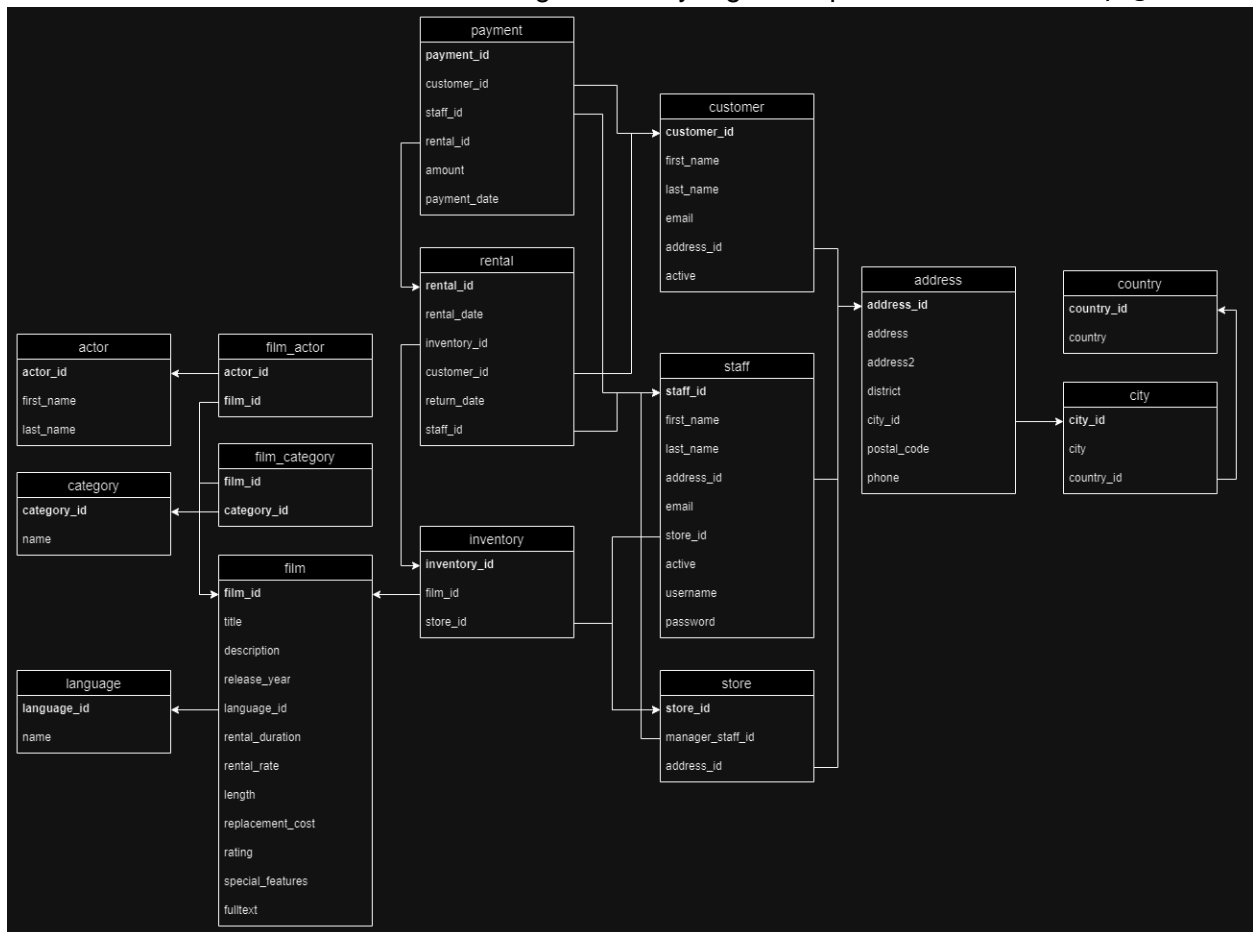 payment
payment_id
customer_id
staff_id
rental_id
amount
payment_date
customer
customer_id
first_name
last_name
email
address_id
active
rental
rental_id
rental_date
inventory_id
customer_id
return_date
staff_id
address
address_id
address
address2
district
city_id
postal_code
phone
country
country_id
country
city
city_id
city
country_id
actor
actor_id
first_name
last_name
film_actor
actor_id
film_id
staff
staff_id
first_name
last_name
address_id
email
store_id
active
username
password
film_category
film_id
category_id
category
category_id
name
inventory
inventory_id
film_id
store_id
film
film_id
title
description
release_year
language_id
rental_duration
rental_rate
length
replacement_cost
rating
special_features
fulltext
language
language_id
name
store
store_id
manager_staff_id
address_id